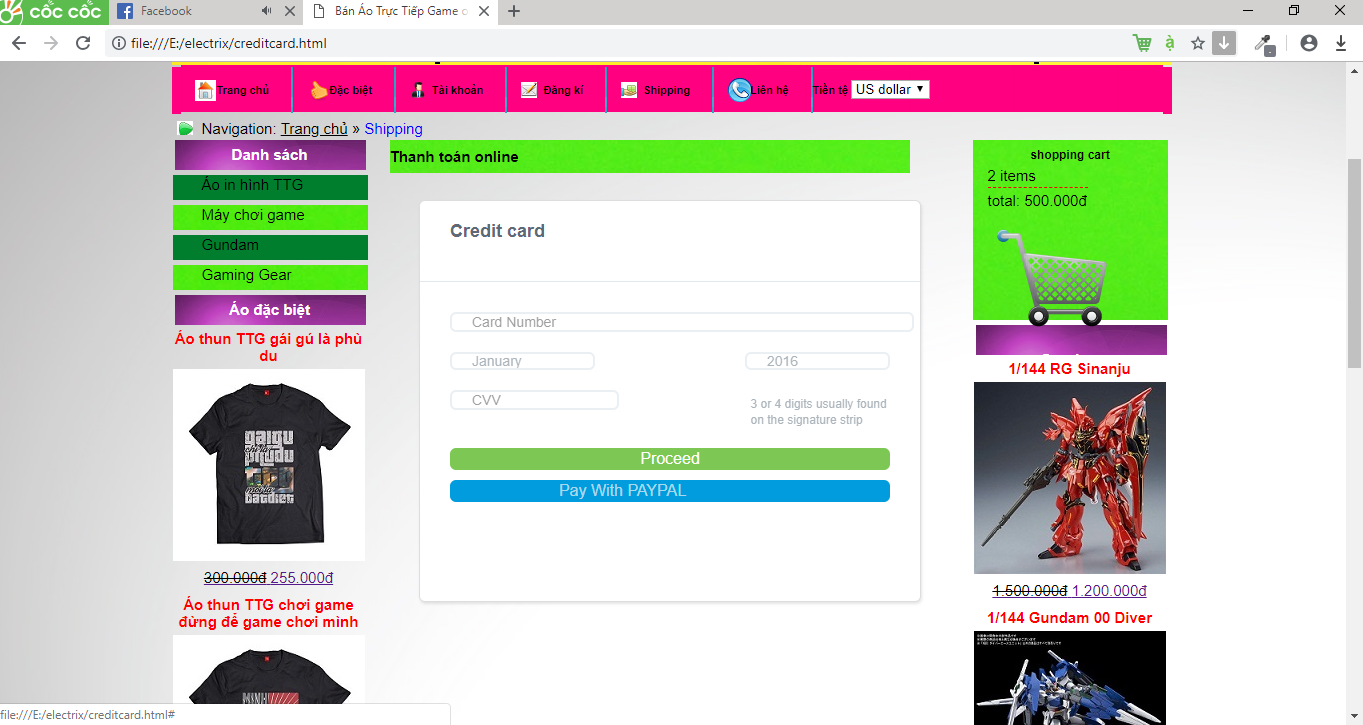 cốc cốc
Facebook
Bán Áo Trực Tiếp Game o
file:///E:/electrix/creditcard.html
Trang chủ
Đặc biệt
Tài khoản
Đăng kí
Shipping
Liên hệ
Tiền tệ
US dollar
Navigation: Trang chủ » Shipping
Danh sách
Áo in hình TTG
Máy chơi game
Gundam
Gaming Gear
Áo đặc biệt
Áo thun TTG gái gú là phù
du
gaigu
phudu
batdiet
300.000đ 255.000đ
Áo thun TTG chơi game
đừng để game chơi mình
MINH
Thanh toán online
Credit card
Card Number
January
2016
CVV
3 or 4 digits usually found
on the signature strip
Proceed
Pay With PAYPAL
shopping cart
2 items
total: 500.000đ
1/144 RG Sinanju
1.500.000đ 1.200.000đ
1/144 Gundam 00 Diver
file:///E:/electrix/creditcard.html#